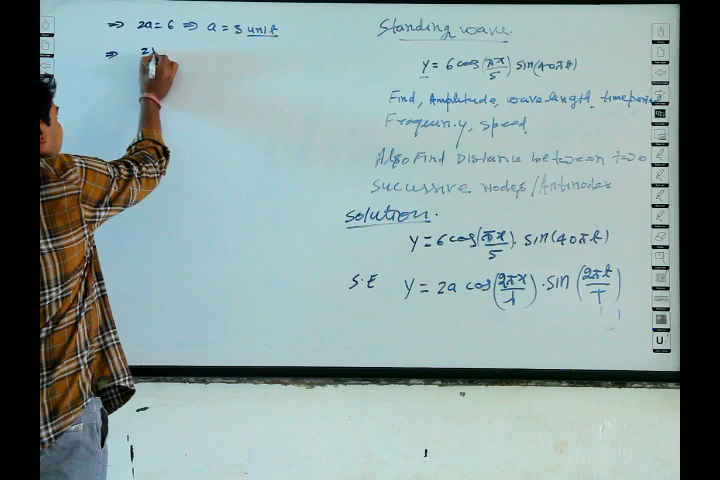 ⇒ 2a = 6 ⇒ a = 3 unit
⇒ 2
Standing wave.
y = 6 cos(πx/5) sin(40πt)
Find, Amplitude, wavelength, timeperiod
Frequency, speed
Also Find Distance between two
successive Nodes/Antinodes
solution.
y = 6 cos(πx/5). sin(40πt)
S.E y = 2a cos(2πx/λ) . sin(2πt/T)